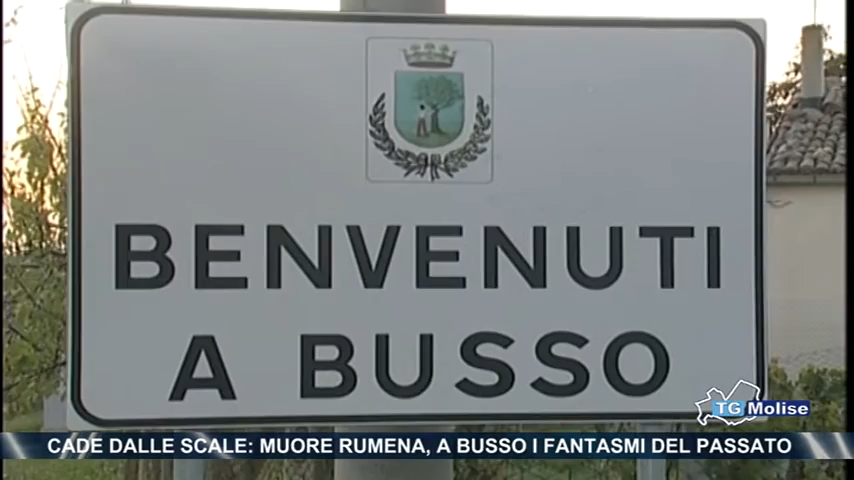 BENVENUTI
A BUSSO
TG Molise
CADE DALLE SCALE: MUORE RUMENA, A BUSSO I FANTASMI DEL PASSATO